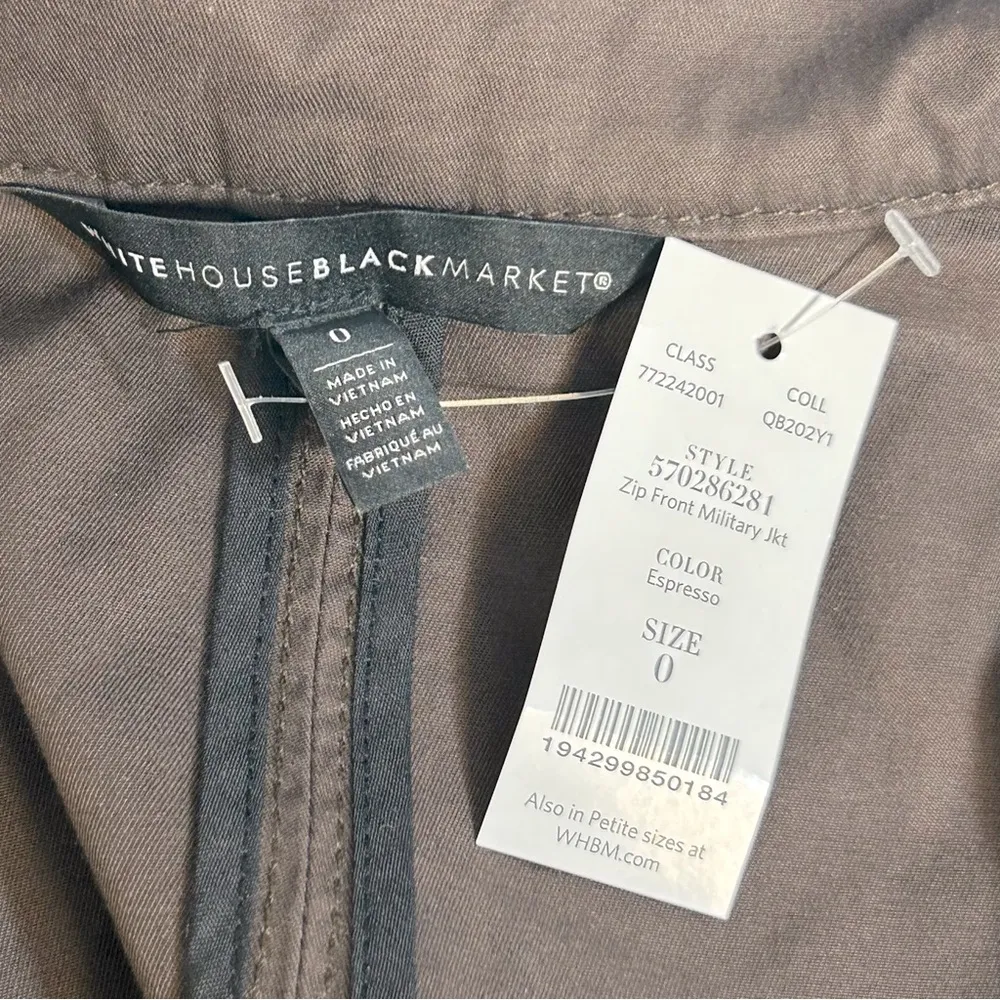 WHITEHOUSEBLACKMARKET®
0
MADE IN
VIETNAM
HECHO EN
VIETNAM
FABRIQUÉ AU
VIETNAM
CLASS
772242001
COLL
QB202Y1
STYLE
570286281
Zip Front Military Jkt
COLOR
Espresso
SIZE
0
194299850184
Also in Petite sizes at
WHBM.com